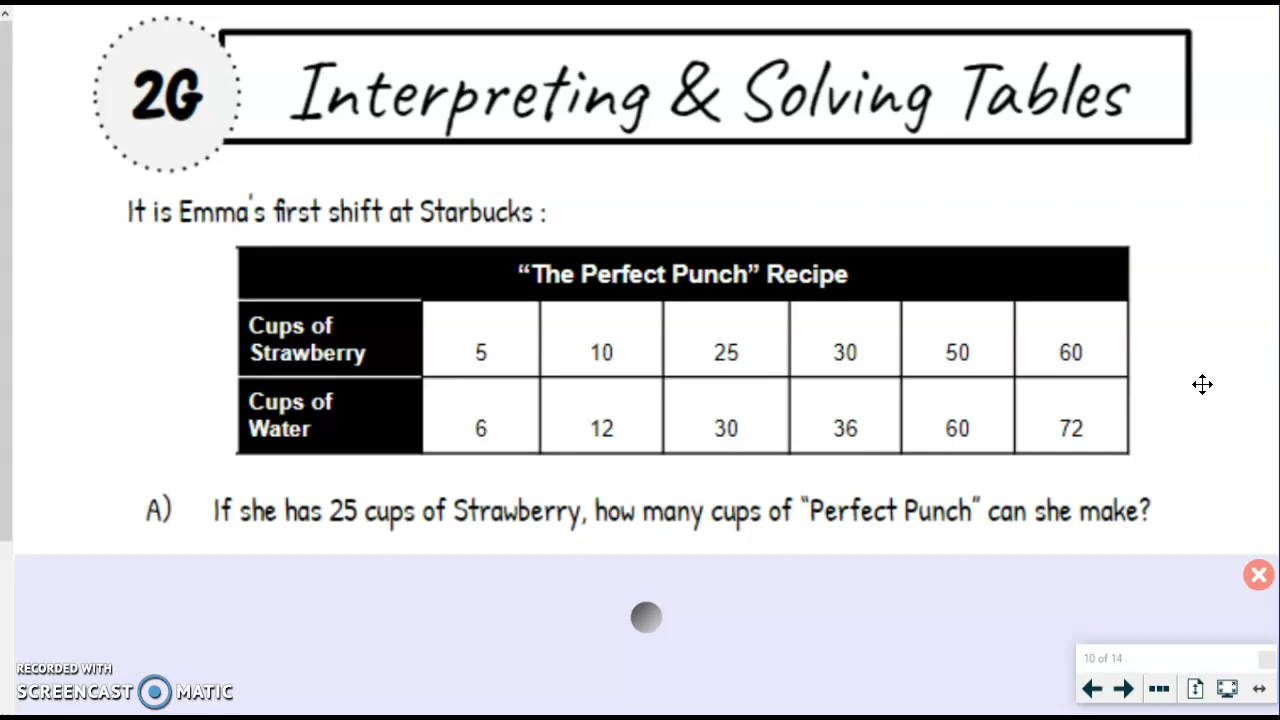 2G
Interpreting & Solving Tables
It is Emma's first shift at Starbucks :
“The Perfect Punch” Recipe
Cups of
Strawberry 5 10 25 30 50 60
Cups of
Water 6 12 30 36 60 72
A) If she has 25 cups of Strawberry, how many cups of “Perfect Punch” can she make?
10 of 14
RECORDED WITH
SCREENCAST MATIC